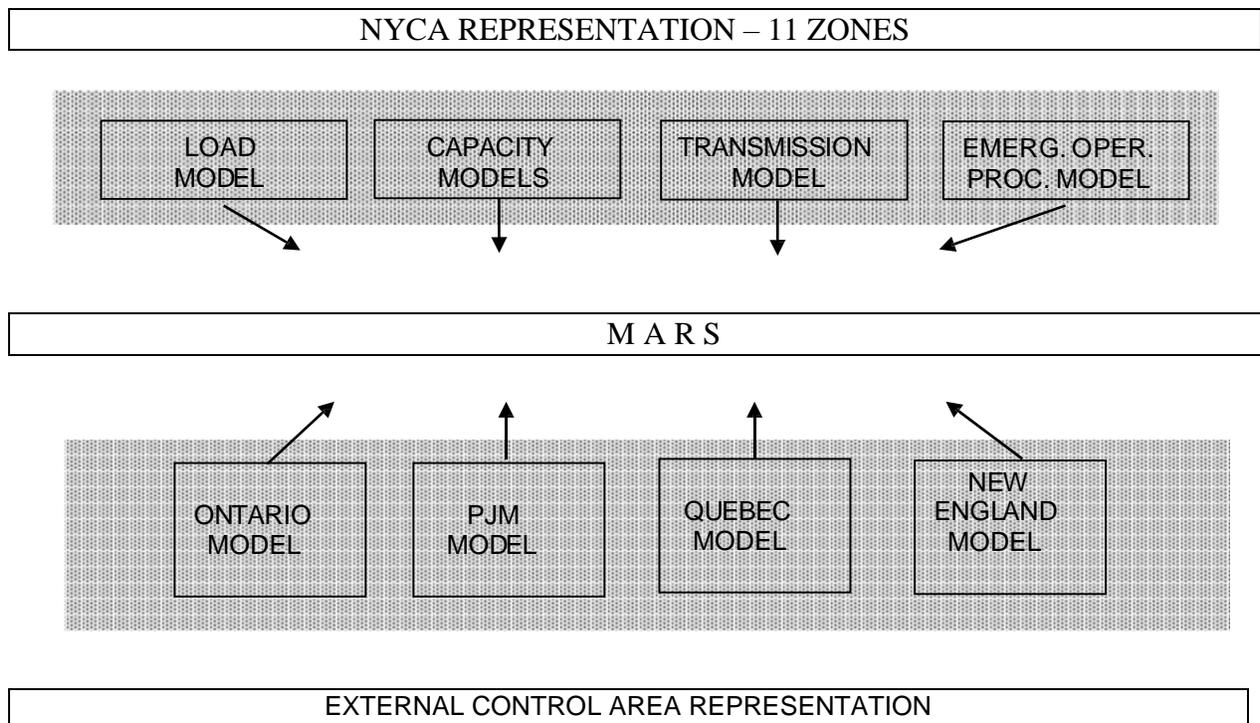 NYCA REPRESENTATION – 11 ZONES
LOAD
MODEL
CAPACITY
MODELS
TRANSMISSION
MODEL
EMERG. OPER.
PROC. MODEL
M A R S
ONTARIO
MODEL
PJM
MODEL
QUEBEC
MODEL
NEW
ENGLAND
MODEL
EXTERNAL CONTROL AREA REPRESENTATION